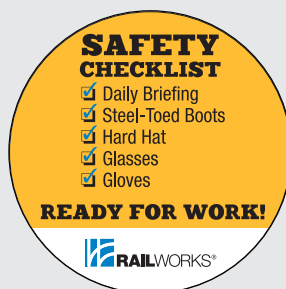 SAFETY
CHECKLIST
Daily Briefing
Steel-Toed Boots
Hard Hat
Glasses
Gloves
READY FOR WORK!
RAILWORKS®